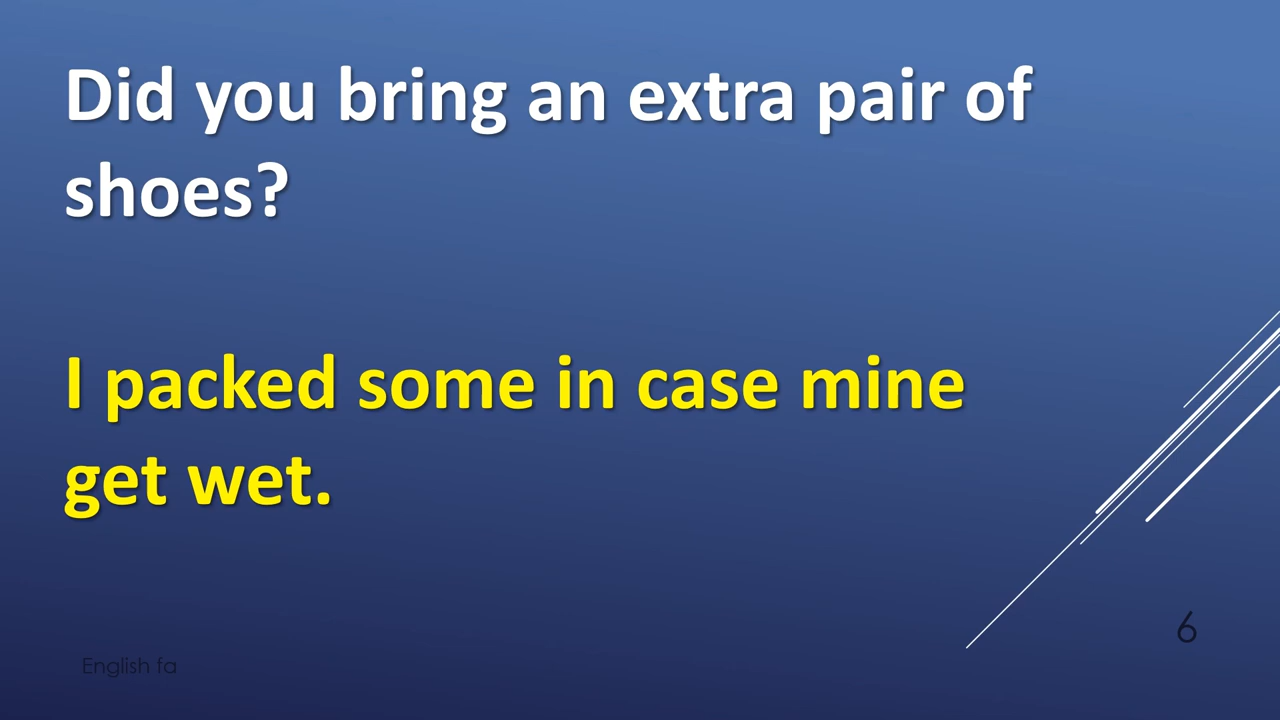 Did you bring an extra pair of
shoes?
I packed some in case mine
get wet.
6
English fa